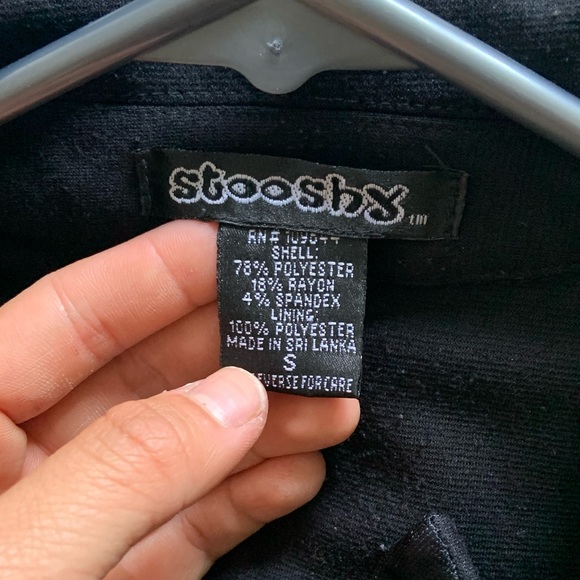 stooshy tm
RN# 109844
SHELL:
78% POLYESTER
18% RAYON
4% SPANDEX
LINING:
100% POLYESTER
MADE IN SRI LANKA
S
REVERSE FOR CARE